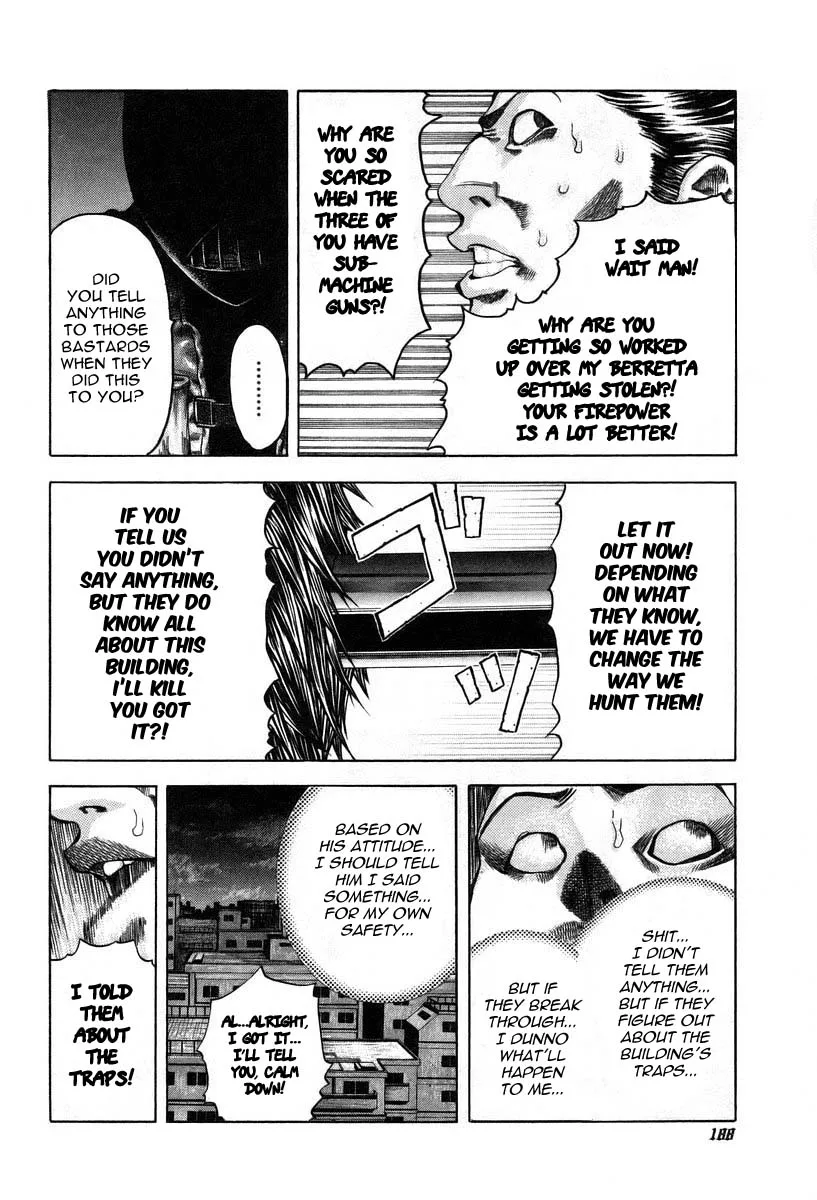 I SAID
WAIT MAN!
WHY ARE YOU
GETTING SO WORKED
UP OVER MY BERRETTA
GETTING STOLEN?!
YOUR FIREPOWER
IS A LOT BETTER!
WHY ARE
YOU SO
SCARED
WHEN THE
THREE OF
YOU HAVE
SUB-
MACHINE
GUNS?!
..........
DID
YOU TELL
ANYTHING
TO THOSE
BASTARDS
WHEN THEY
DID THIS
TO YOU?
LET IT
OUT NOW!
DEPENDING
ON WHAT
THEY KNOW,
WE HAVE TO
CHANGE THE
WAY WE
HUNT THEM!
グッ
IF YOU
TELL US
YOU DIDN'T
SAY ANYTHING,
BUT THEY DO
KNOW ALL
ABOUT THIS
BUILDING,
I'LL KILL
YOU GOT
IT?!
SHIT...
I DIDN'T
TELL THEM
ANYTHING...
BUT IF THEY
FIGURE OUT
ABOUT THE
BUILDING'S
TRAPS...
BUT IF
THEY BREAK
THROUGH...
I DUNNO
WHAT'LL
HAPPEN
TO ME...
BASED ON
HIS ATTITUDE...
I SHOULD TELL
HIM I SAID
SOMETHING...
FOR MY OWN
SAFETY...
AL...ALRIGHT,
I GOT IT...
I'LL TELL
YOU, CALM
DOWN!
I TOLD
THEM
ABOUT
THE
TRAPS!
188